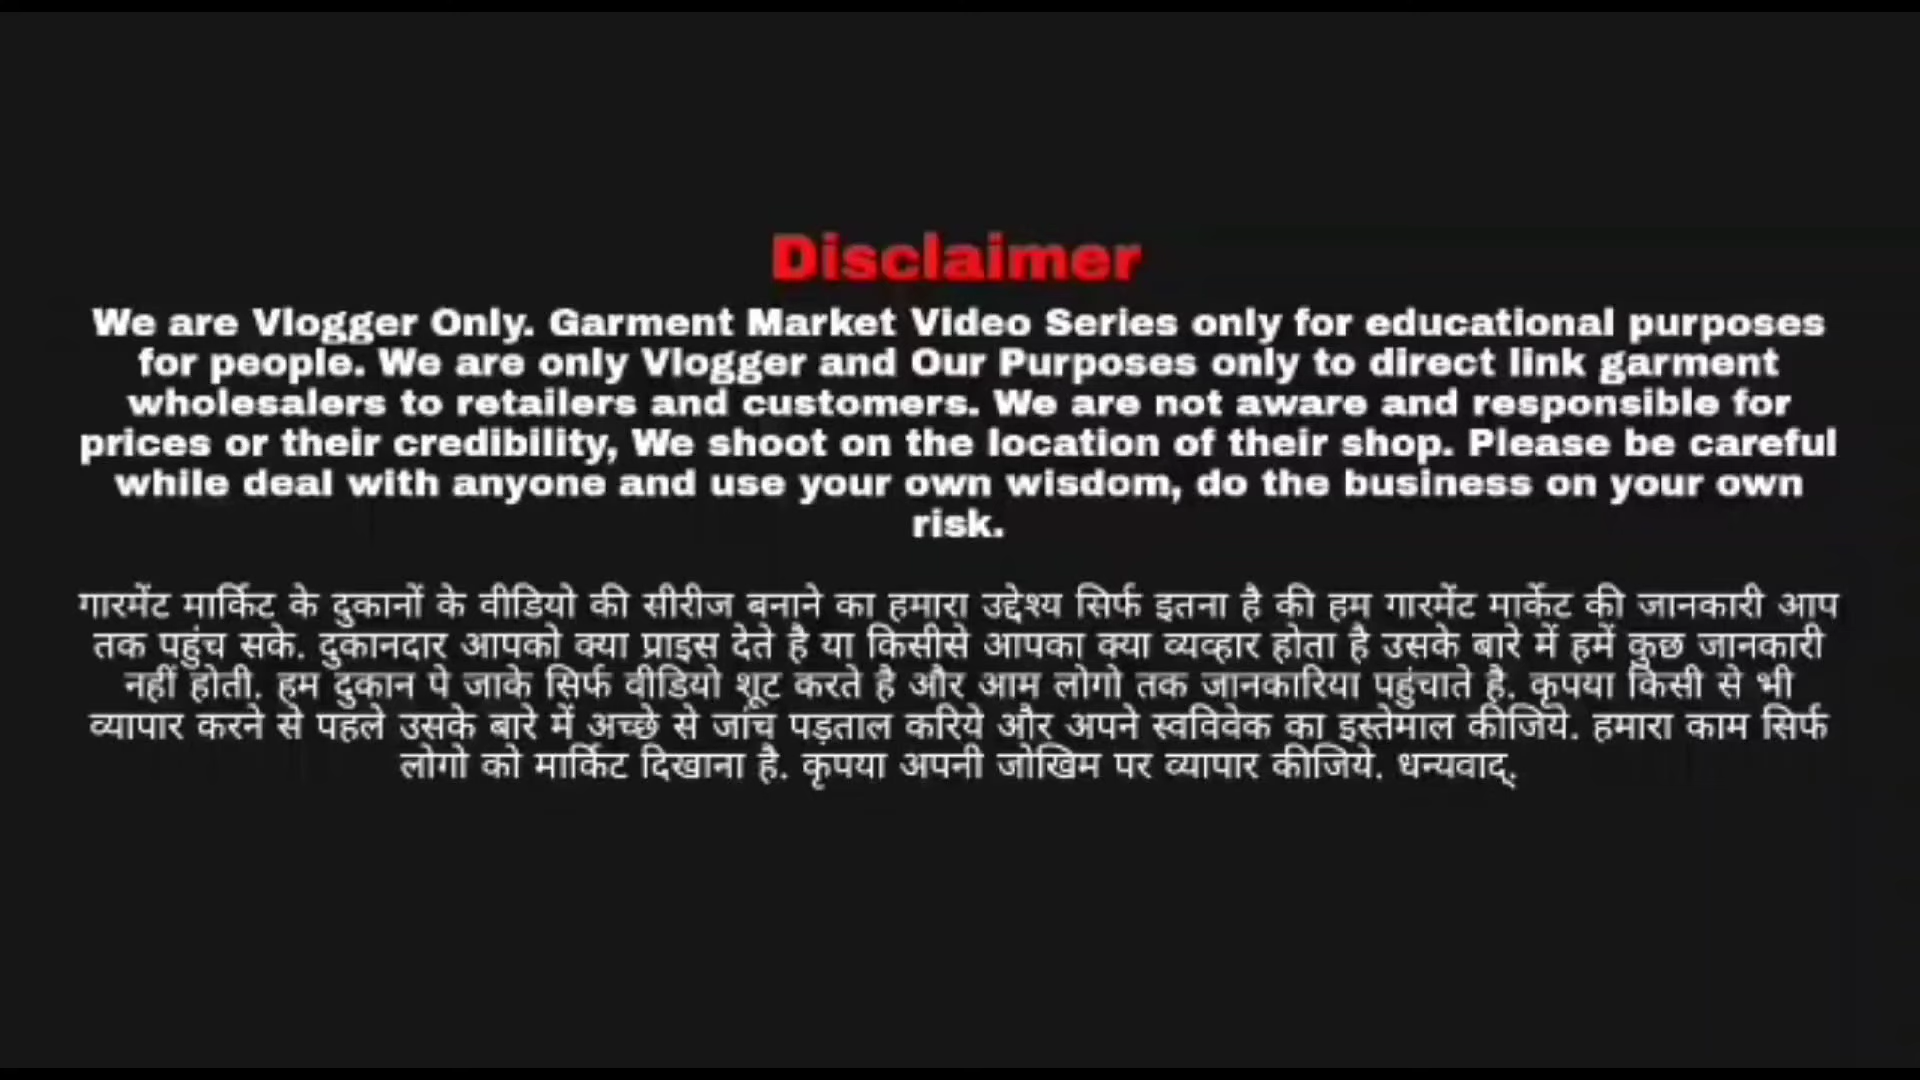 Disclaimer
We are Vlogger Only. Garment Market Video Series only for educational purposes
for people. We are only Vlogger and Our Purposes only to direct link garment
wholesalers to retailers and customers. We are not aware and responsible for
prices or their credibility, We shoot on the location of their shop. Please be careful
while deal with anyone and use your own wisdom, do the business on your own
risk.
गारमेंट मार्किट के दुकानों के वीडियो की सीरीज बनाने का हमारा उद्देश्य सिर्फ इतना है की हम गारमेंट मार्केट की जानकारी आप
तक पहुंच सके. दुकानदार आपको क्या प्राइस देते है या किसीसे आपका क्या व्यव्हार होता है उसके बारे में हमें कुछ जानकारी
नहीं होती. हम दुकान पे जाके सिर्फ वीडियो शूट करते है और आम लोगो तक जानकारिया पहुंचाते है. कृपया किसी से भी
व्यापार करने से पहले उसके बारे में अच्छे से जांच पड़ताल करिये और अपने स्वविवेक का इस्तेमाल कीजिये. हमारा काम सिर्फ
लोगो को मार्किट दिखाना है. कृपया अपनी जोखिम पर व्यापार कीजिये. धन्यवाद्.